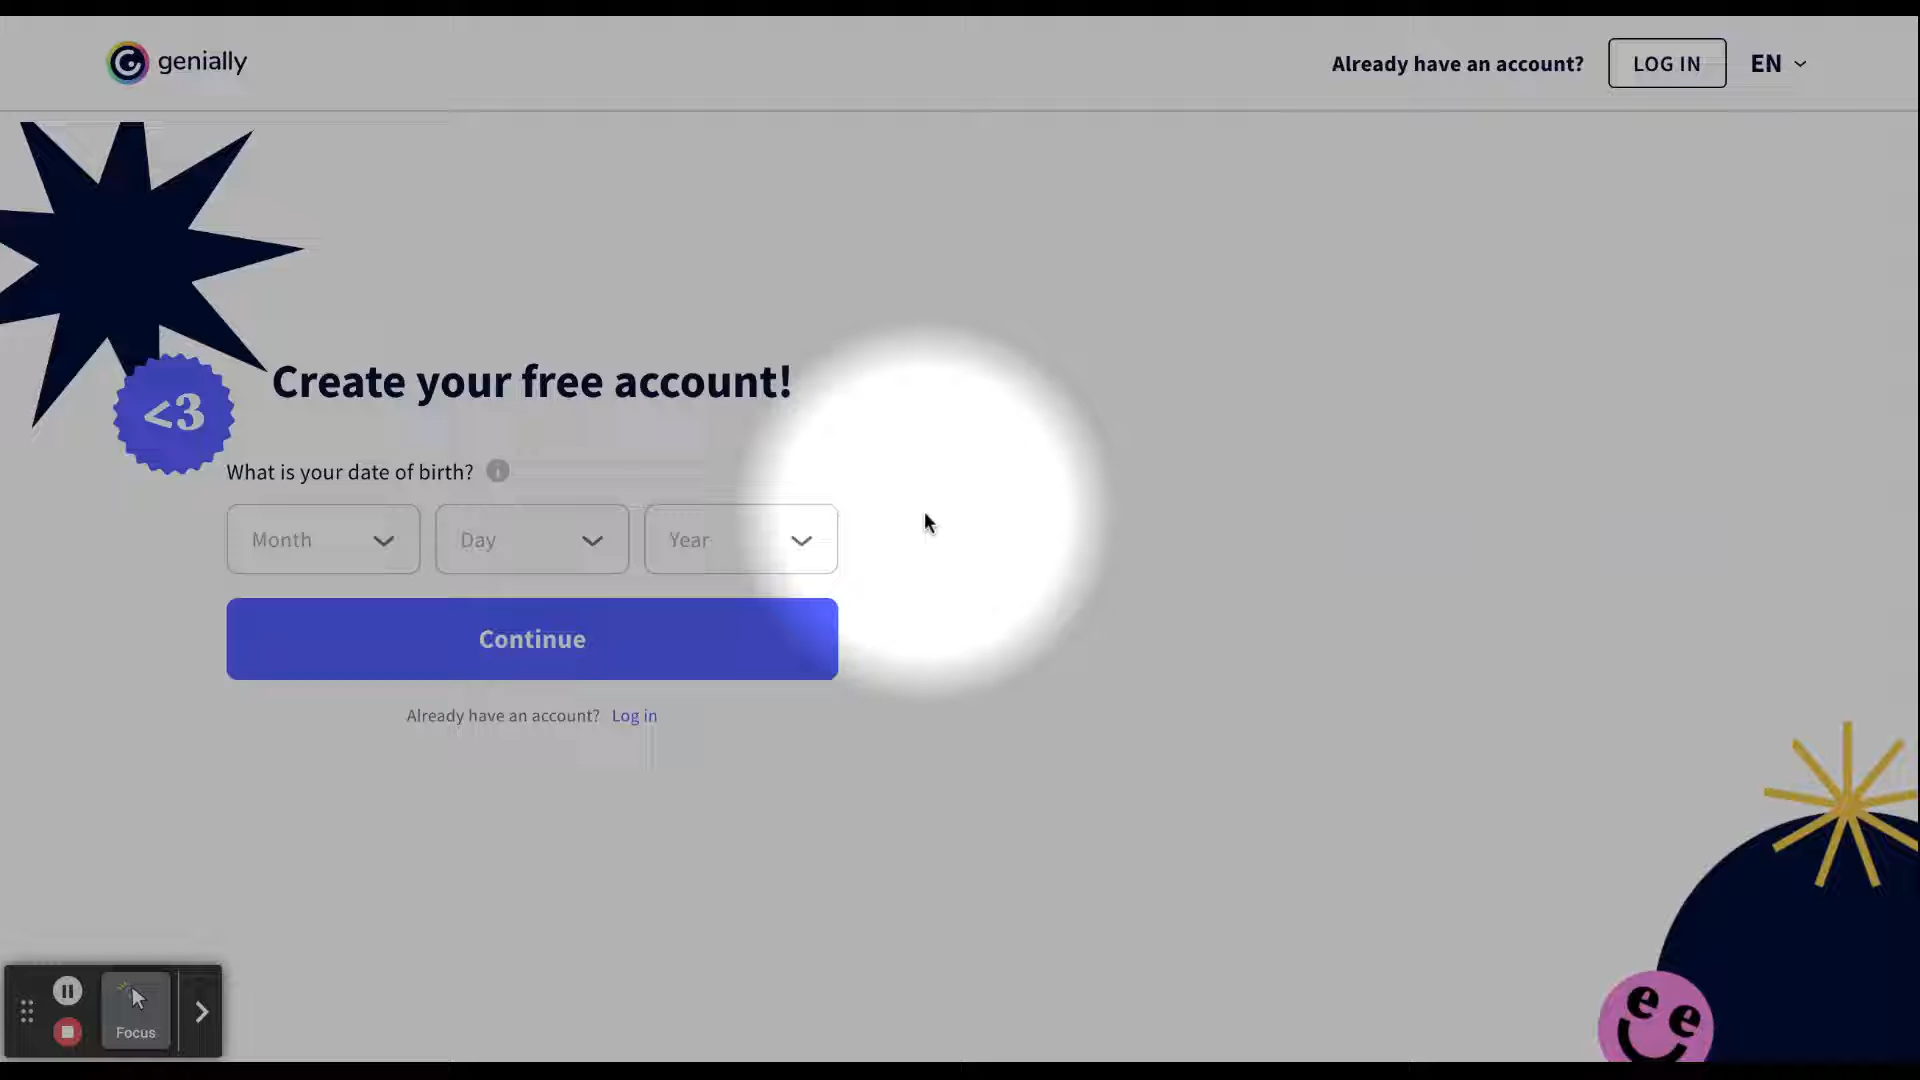 genially
Already have an account?
LOG IN
EN
<3
Create your free account!
What is your date of birth?
Month
Day
Year
Continue
Already have an account? Log in
Focus